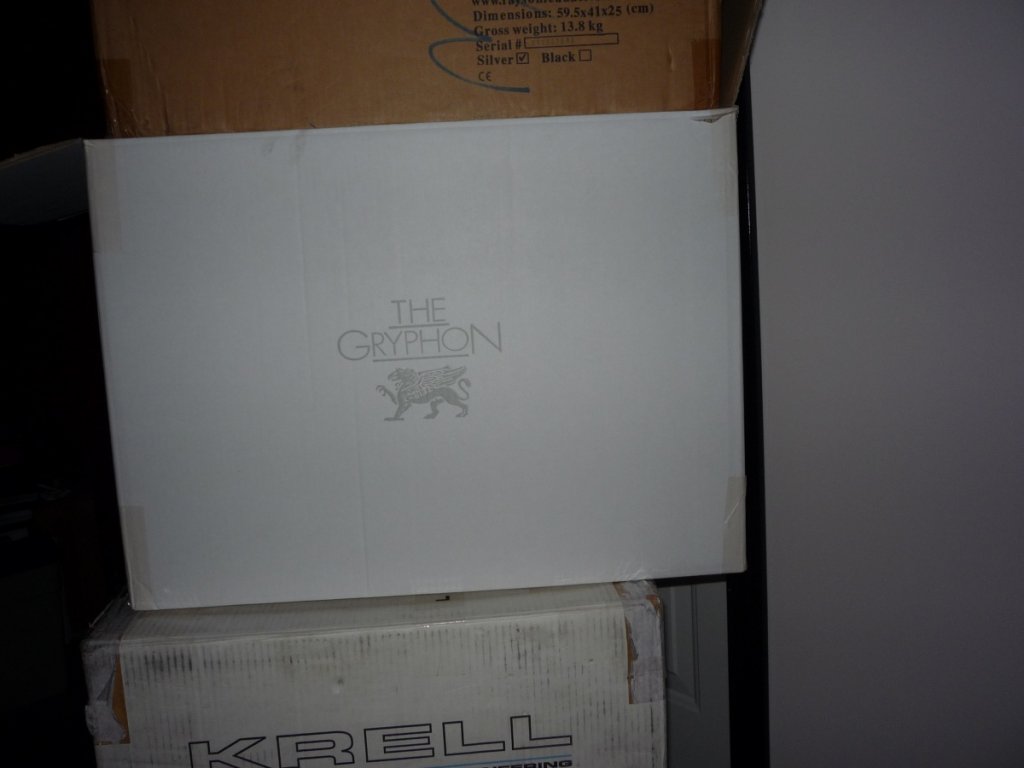 Dimensions: 59.5x41x25 (cm)
Gross weight: 13.8 kg
Serial #
Silver ☑ Black ☐
CE
THE
GRYPHON
KRELL